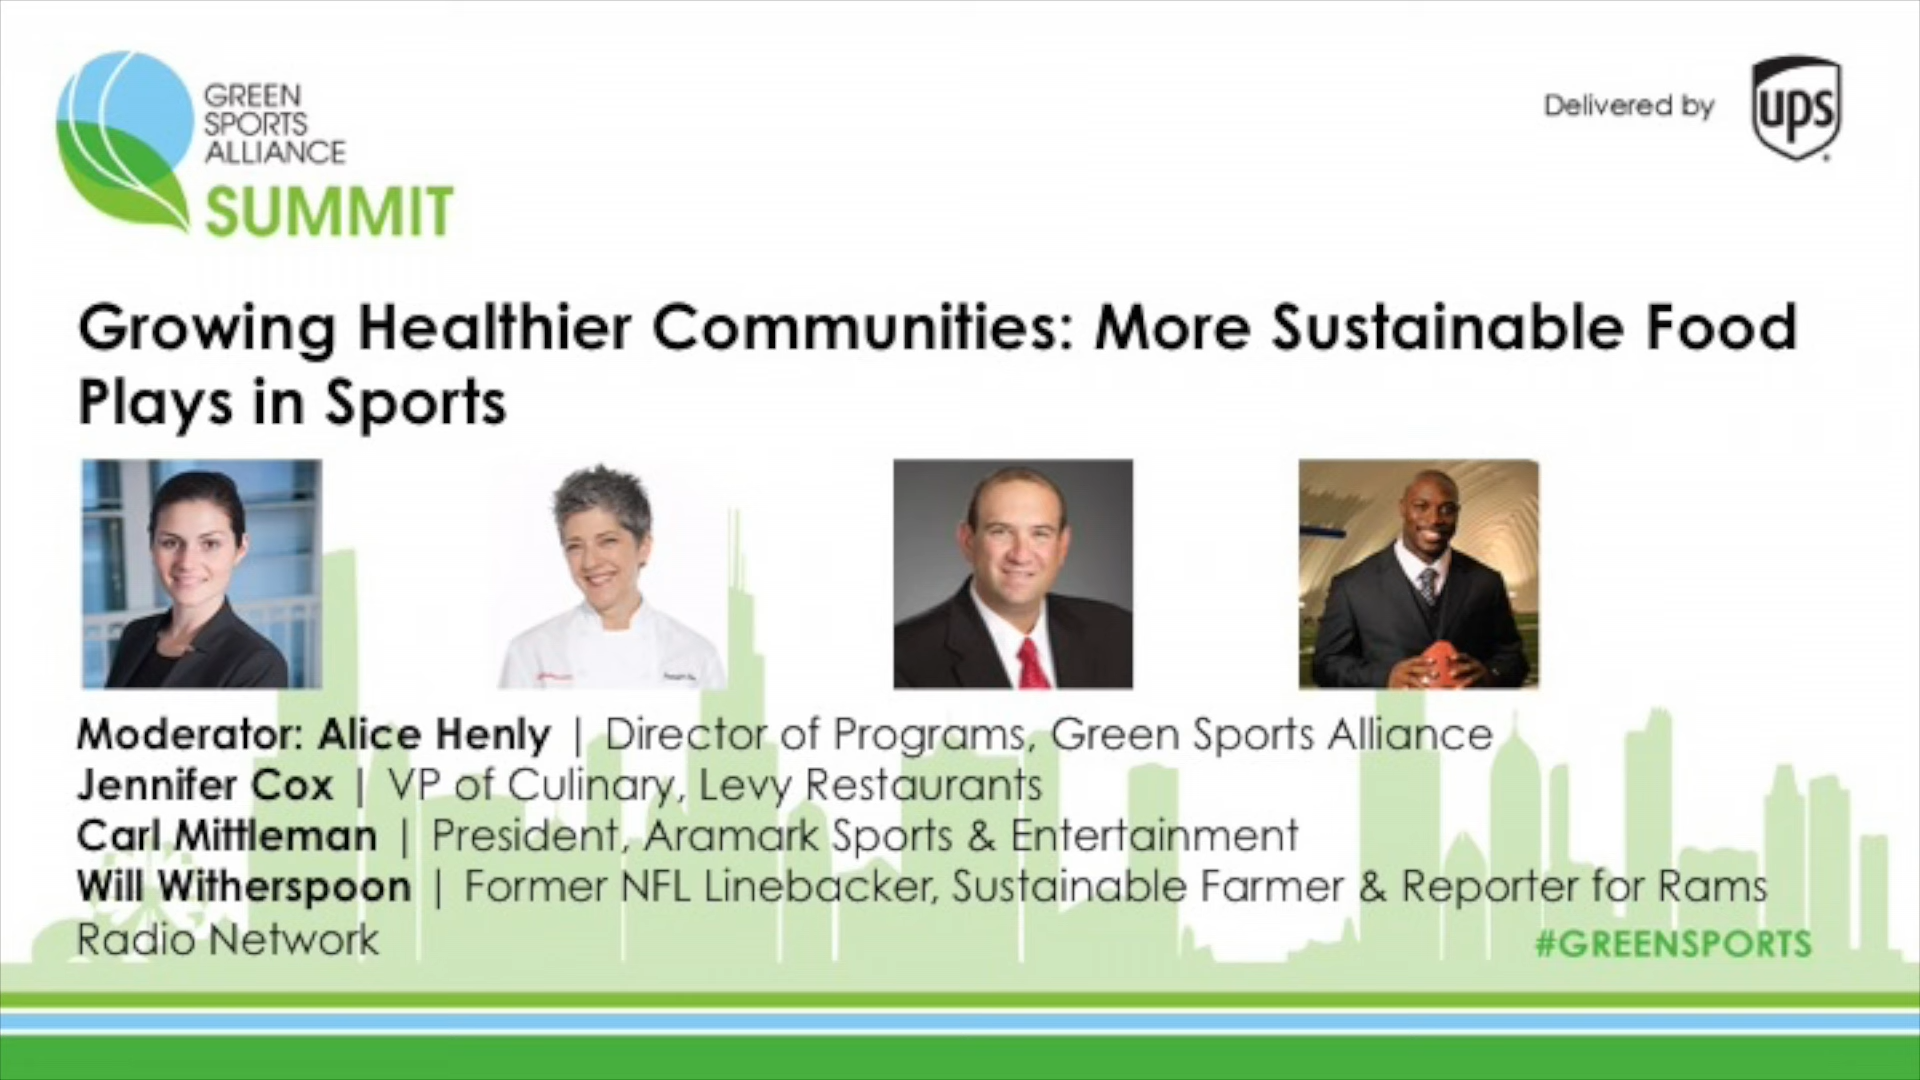 GREEN
SPORTS
ALLIANCE
SUMMIT
Delivered by
ups
Growing Healthier Communities: More Sustainable Food
Plays in Sports
Moderator: Alice Henly | Director of Programs, Green Sports Alliance
Jennifer Cox | VP of Culinary, Levy Restaurants
Carl Mittleman | President, Aramark Sports & Entertainment
Will Witherspoon | Former NFL Linebacker, Sustainable Farmer & Reporter for Rams
Radio Network
#GREENSPORTS